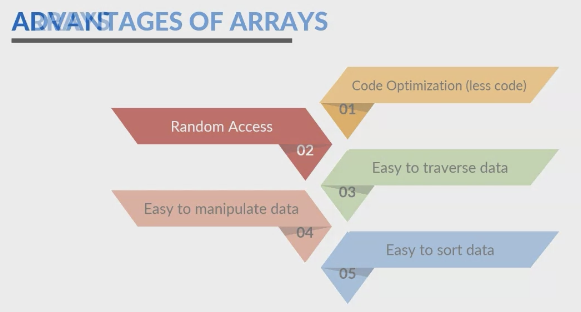 ADVANTAGES OF ARRAYS
Code Optimization (less code)
01
Random Access
02
Easy to traverse data
03
Easy to manipulate data
04
Easy to sort data
05